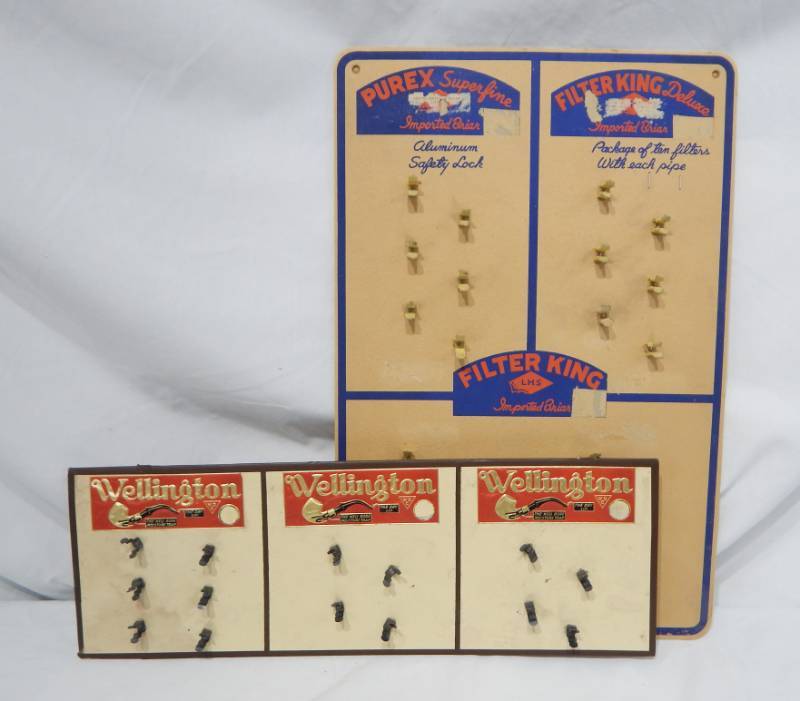 PUREX Superfine
Imported Briar
Aluminum
Safety Lock
FILTER KING Deluxe
Imported Briar
Package of ten filters
With each pipe
FILTER KING
L.H.S
Imported Briar
Wellington
Wellington
Wellington